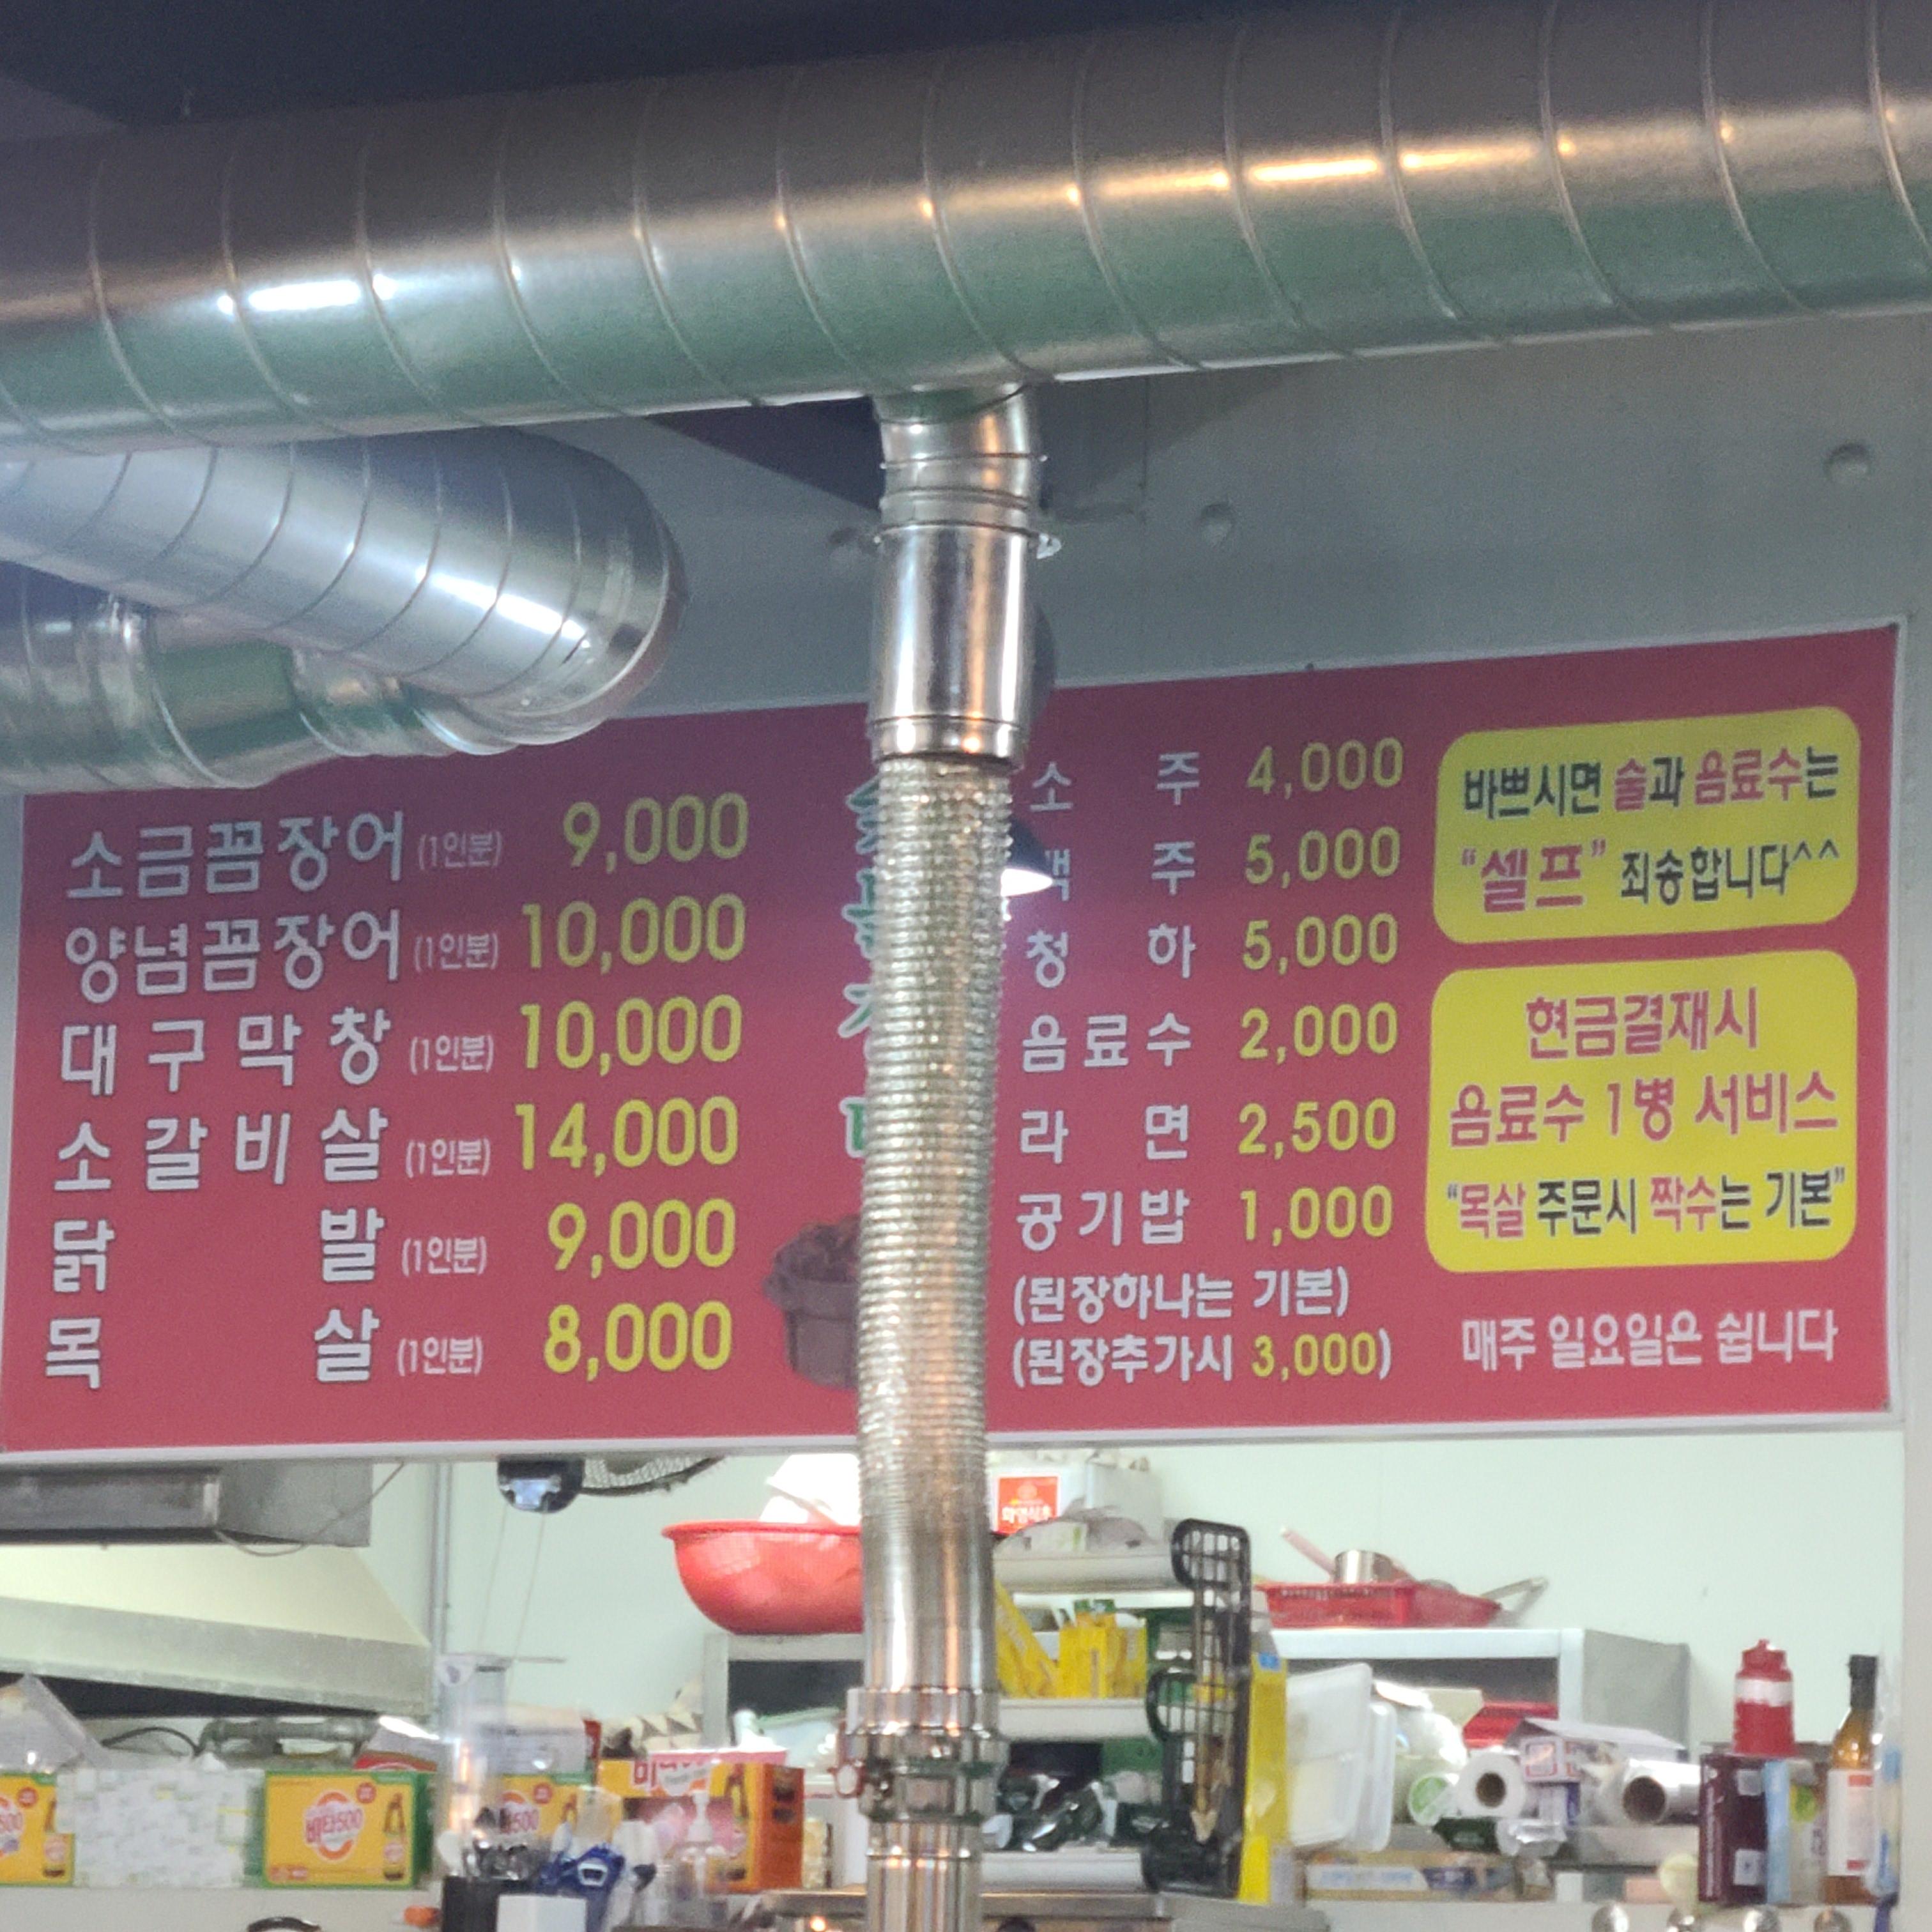 소금꼼장어 (1인분) 9,000
양념꼼장어 (1인분) 10,000
대구막창 (1인분) 10,000
소갈비살 (1인분) 14,000
닭발 (1인분) 9,000
목살 (1인분) 8,000
소주 4,000
맥주 5,000
청하 5,000
음료수 2,000
라면 2,500
공기밥 1,000
(된장하나는 기본)
(된장추가시 3,000)
바쁘시면 술과 음료수는
"셀프" 죄송합니다^^
현금결재시
음료수 1병 서비스
"목살 주문시 짝수는 기본"
매주 일요일은 쉽니다
비타500